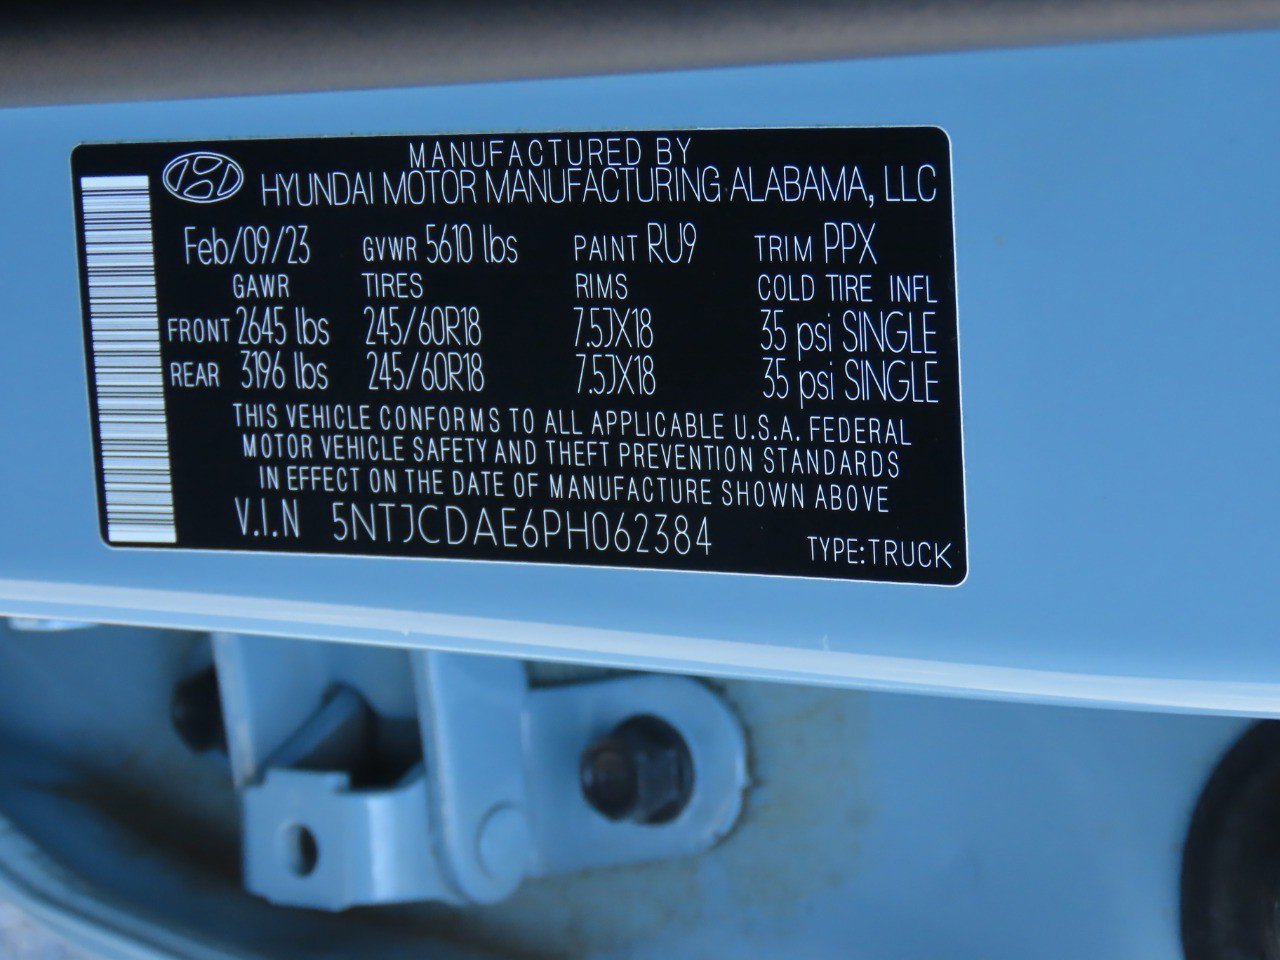 MANUFACTURED BY
HYUNDAI MOTOR MANUFACTURING ALABAMA, LLC
Feb/09/23 GVWR 5610 lbs PAINT RU9 TRIM PPX
GAWR TIRES RIMS COLD TIRE INFL
FRONT 2645 lbs 245/60R18 7.5JX18 35 psi SINGLE
REAR 3196 lbs 245/60R18 7.5JX18 35 psi SINGLE
THIS VEHICLE CONFORMS TO ALL APPLICABLE U.S.A. FEDERAL
MOTOR VEHICLE SAFETY AND THEFT PREVENTION STANDARDS
IN EFFECT ON THE DATE OF MANUFACTURE SHOWN ABOVE
V.I.N 5NTJCDAE6PH062384 TYPE:TRUCK